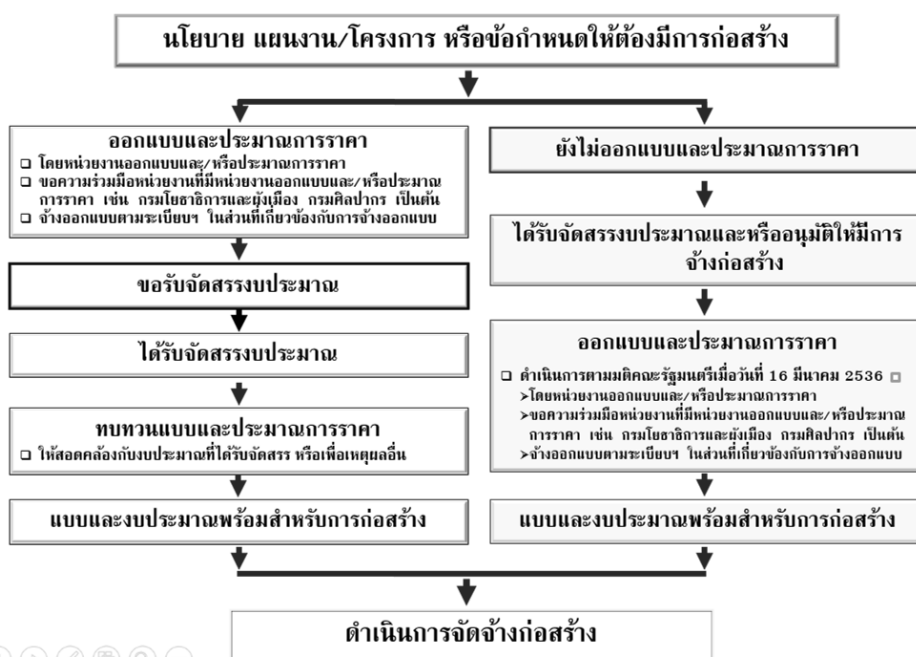 นโยบาย แผนงาน/โครงการ หรือข้อกำหนดให้ต้องมีการก่อสร้าง
ออกแบบและประมาณการราคา
❑ โดยหน่วยงานออกแบบและ/หรือประมาณการราคา
❑ ขอความร่วมมือหน่วยงานที่มีหน่วยงานออกแบบและ/หรือประมาณ
การราคา เช่น กรมโยธาธิการและผังเมือง กรมศิลปากร เป็นต้น
❑ จ้างออกแบบตามระเบียบฯ ในส่วนที่เกี่ยวข้องกับการจ้างออกแบบ
ขอรับจัดสรรงบประมาณ
ได้รับจัดสรรงบประมาณ
ทบทวนแบบและประมาณการราคา
❑ ให้สอดคล้องกับงบประมาณที่ได้รับจัดสรร หรือเพื่อเหตุผลอื่น
แบบและงบประมาณพร้อมสำหรับการก่อสร้าง
ยังไม่ออกแบบและประมาณการราคา
ได้รับจัดสรรงบประมาณและหรืออนุมัติให้มีการ
จ้างก่อสร้าง
ออกแบบและประมาณการราคา
❑ ดำเนินการตามมติคณะรัฐมนตรีเมื่อวันที่ 16 มีนาคม 2536
➢โดยหน่วยงานออกแบบและ/หรือประมาณการราคา
➢ขอความร่วมมือหน่วยงานที่มีหน่วยงานออกแบบและ/หรือประมาณ
การราคา เช่น กรมโยธาธิการและผังเมือง กรมศิลปากร เป็นต้น
➢จ้างออกแบบตามระเบียบฯ ในส่วนที่เกี่ยวข้องกับการจ้างออกแบบ
แบบและงบประมาณพร้อมสำหรับการก่อสร้าง
ดำเนินการจัดจ้างก่อสร้าง